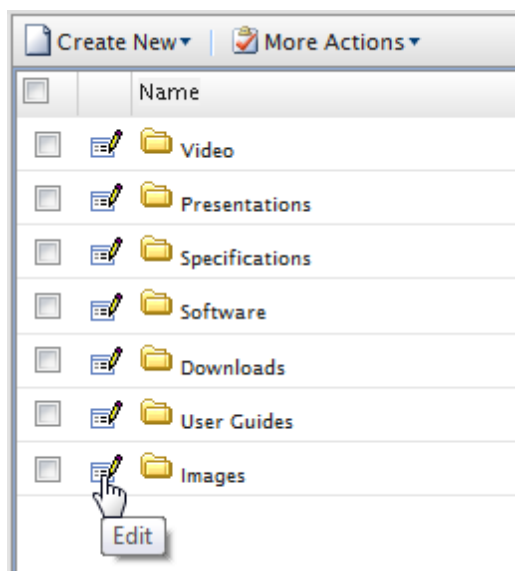 Create New More Actions
Name
Video
Presentations
Specifications
Software
Downloads
User Guides
Images
Edit